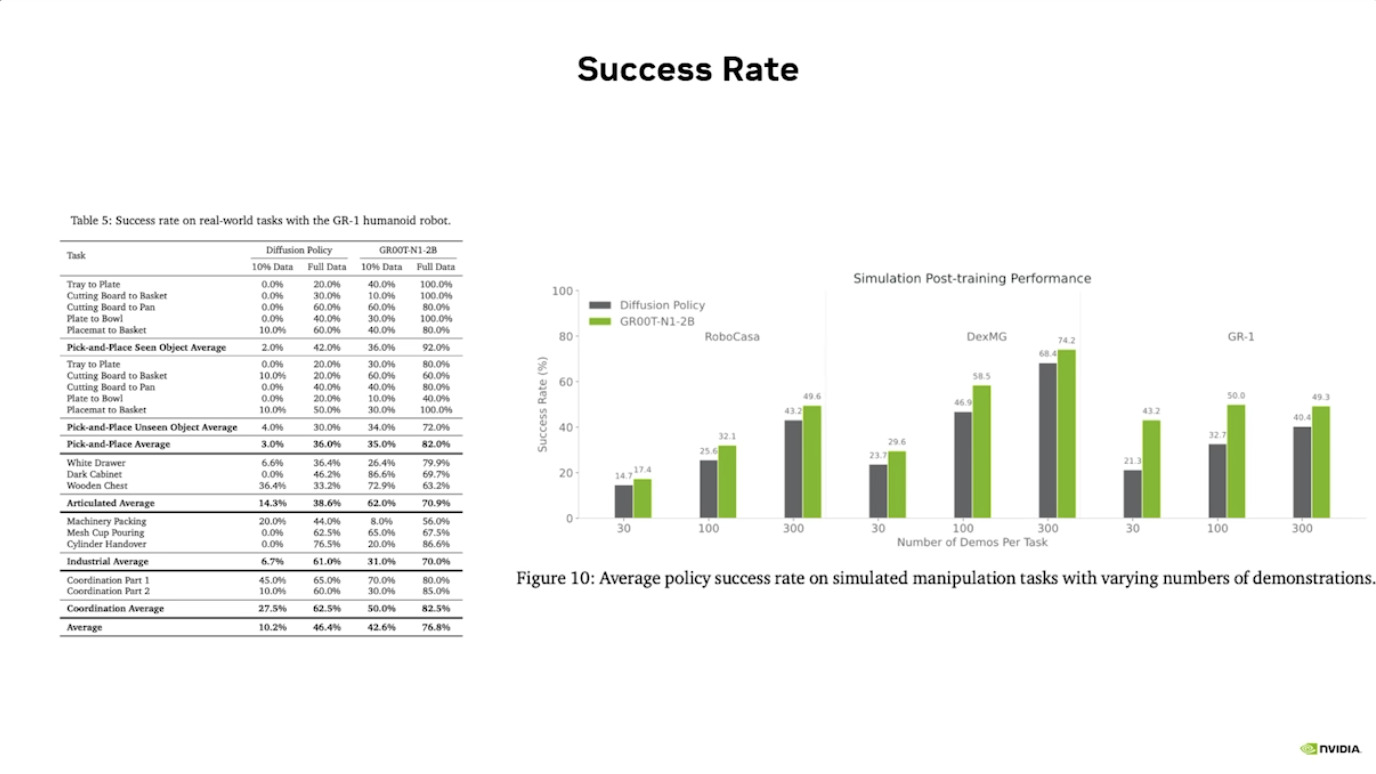 Success Rate
Table 5: Success rate on real-world tasks with the GR-1 humanoid robot.
Task Diffusion Policy GR00T-N1-2B
10% Data Full Data 10% Data Full Data
Tray to Plate 0.0% 20.0% 40.0% 100.0%
Cutting Board to Basket 0.0% 30.0% 10.0% 100.0%
Cutting Board to Pan 0.0% 60.0% 60.0% 80.0%
Plate to Bowl 0.0% 40.0% 30.0% 100.0%
Placemat to Basket 10.0% 60.0% 40.0% 80.0%
Pick-and-Place Seen Object Average 2.0% 42.0% 36.0% 92.0%
Tray to Plate 0.0% 20.0% 30.0% 80.0%
Cutting Board to Basket 10.0% 20.0% 60.0% 60.0%
Cutting Board to Pan 0.0% 40.0% 40.0% 80.0%
Plate to Bowl 0.0% 20.0% 10.0% 40.0%
Placemat to Basket 10.0% 50.0% 30.0% 100.0%
Pick-and-Place Unseen Object Average 4.0% 30.0% 34.0% 72.0%
Pick-and-Place Average 3.0% 36.0% 35.0% 82.0%
White Drawer 6.6% 36.4% 26.4% 79.9%
Dark Cabinet 0.0% 46.2% 86.6% 69.7%
Wooden Chest 36.4% 33.2% 72.9% 63.2%
Articulated Average 14.3% 38.6% 62.0% 70.9%
Machinery Packing 20.0% 44.0% 8.0% 56.0%
Mesh Cup Pouring 0.0% 62.5% 65.0% 67.5%
Cylinder Handover 0.0% 76.5% 20.0% 86.6%
Industrial Average 6.7% 61.0% 31.0% 70.0%
Coordination Part 1 45.0% 65.0% 70.0% 80.0%
Coordination Part 2 10.0% 60.0% 30.0% 85.0%
Coordination Average 27.5% 62.5% 50.0% 82.5%
Average 10.2% 46.4% 42.6% 76.8%
Simulation Post-training Performance
Success Rate (%)
100
80
60
40
20
0
Diffusion Policy
GR00T-N1-2B
RoboCasa DexMG GR-1
14.7 17.4 25.6 32.1 43.2 49.6 23.7 29.6 46.9 58.5 68.4 74.2 21.3 43.2 32.7 50.0 40.4 49.3
30 100 300 30 100 300 30 100 300
Number of Demos Per Task
Figure 10: Average policy success rate on simulated manipulation tasks with varying numbers of demonstrations.
NVIDIA